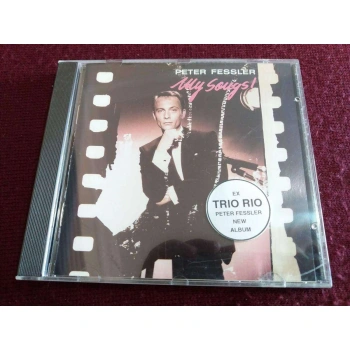 PETER FESSLER
My Songs!
EX
TRIO RIO
PETER FESSLER
NEW
ALBUM